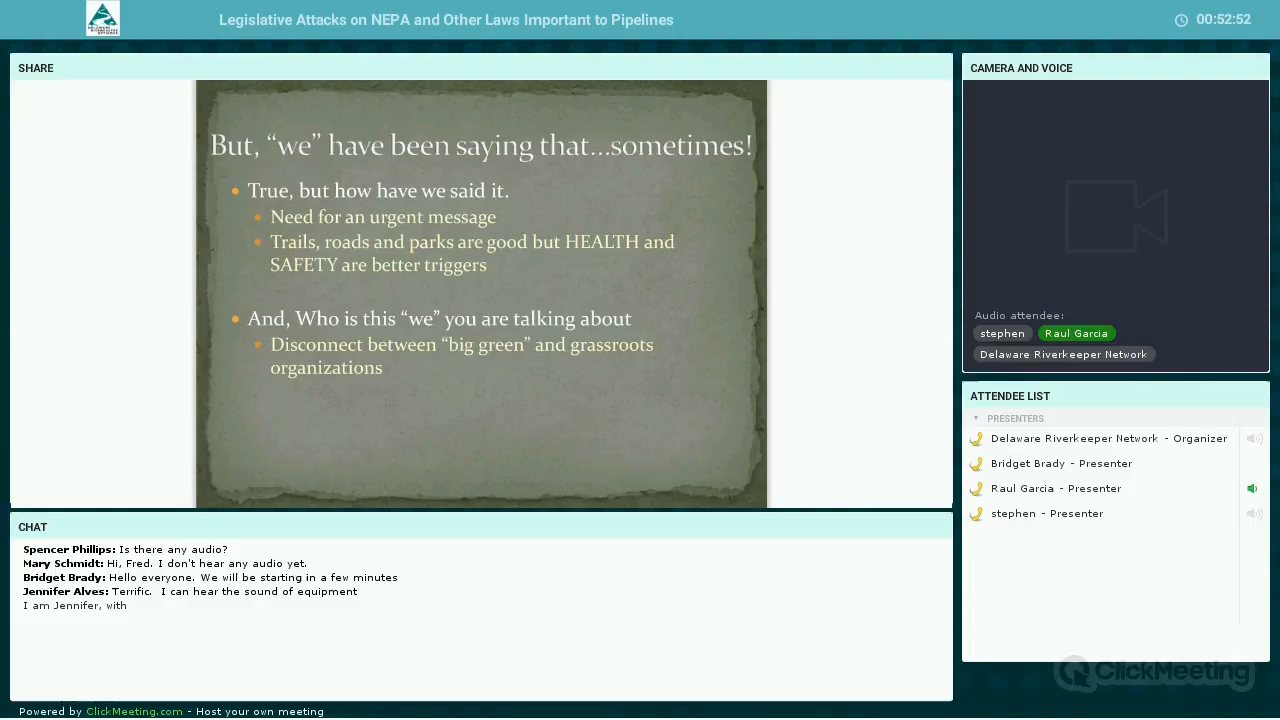 Legislative Attacks on NEPA and Other Laws Important to Pipelines
00:52:52
SHARE
But, “we” have been saying that...sometimes!
True, but how have we said it.
Need for an urgent message
Trails, roads and parks are good but HEALTH and
SAFETY are better triggers
And, Who is this “we” you are talking about
Disconnect between “big green” and grassroots
organizations
CAMERA AND VOICE
Audio attendee:
stephen Raul Garcia
Delaware Riverkeeper Network
ATTENDEE LIST
PRESENTERS
Delaware Riverkeeper Network - Organizer
Bridget Brady - Presenter
Raul Garcia - Presenter
stephen - Presenter
CHAT
Spencer Phillips: Is there any audio?
Mary Schmidt: Hi, Fred. I don't hear any audio yet.
Bridget Brady: Hello everyone. We will be starting in a few minutes
Jennifer Alves: Terrific. I can hear the sound of equipment
I am Jennifer, with
ClickMeeting
Powered by ClickMeeting.com - Host your own meeting